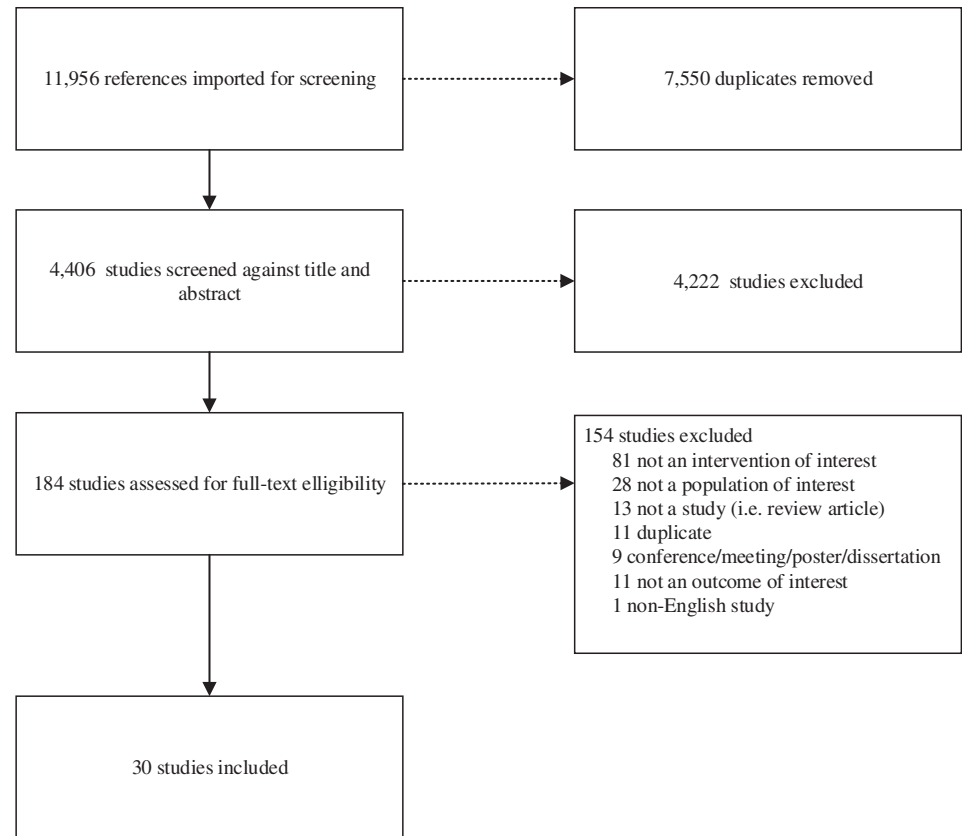 11,956 references imported for screening
7,550 duplicates removed
4,406 studies screened against title and
abstract
4,222 studies excluded
184 studies assessed for full-text elligibility
154 studies excluded
81 not an intervention of interest
28 not a population of interest
13 not a study (i.e. review article)
11 duplicate
9 conference/meeting/poster/dissertation
11 not an outcome of interest
1 non-English study
30 studies included